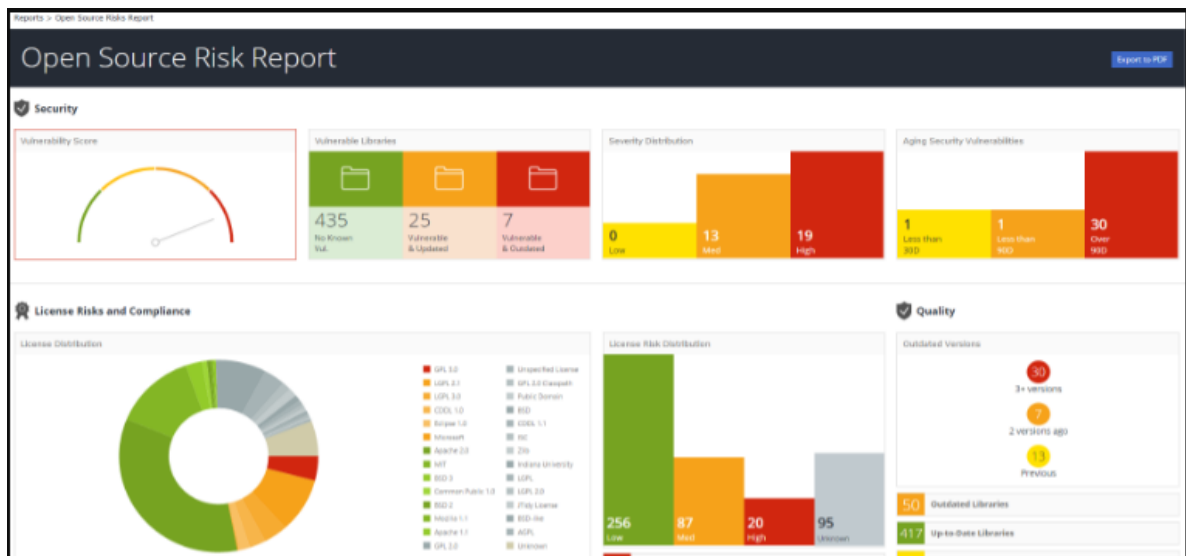 Reports > Open Source Risks Report
Open Source Risk Report
Export to PDF
Security
Vulnerability Score
Vulnerable Libraries
435
No Known
Vul.
25
Vulnerable
& Updated
7
Vulnerable
& Outdated
Severity Distribution
0
Low
13
Med
19
High
Aging Security Vulnerabilities
1
Less than
30D
1
Less than
90D
30
Over
90D
License Risks and Compliance
License Distribution
GPL 3.0
LGPL 2.1
LGPL 3.0
CDDL 1.0
Eclipse 1.0
Microsoft
Apache 2.0
MIT
BSD 3
Common Public 1.0
BSD 2
Mozilla 1.1
Apache 1.1
GPL 2.0
Unspecified License
GPL 2.0 Classpath
Public Domain
BSD
CDDL 1.1
ISC
Zlib
Indiana University
LGPL
LGPL 2.0
JTidy License
BSD-like
AGPL
Unknown
License Risk Distribution
256
Low
87
Med
20
High
95
Unknown
Quality
Outdated Versions
30
3+ versions
7
2 versions ago
13
Previous
50 Outdated Libraries
417 Up-to-Date Libraries